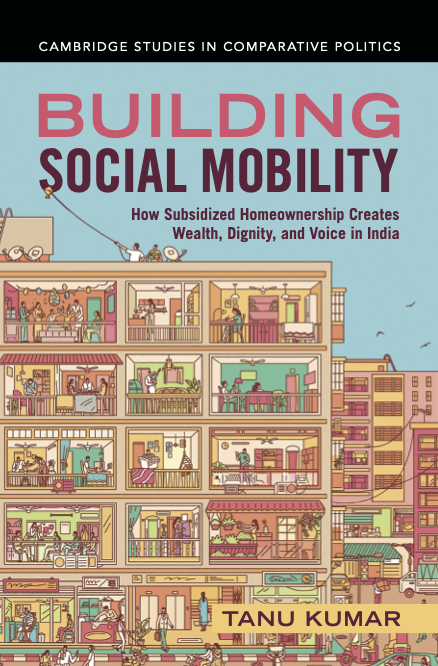 CAMBRIDGE STUDIES IN COMPARATIVE POLITICS
BUILDING
SOCIAL MOBILITY
How Subsidized Homeownership Creates
Wealth, Dignity, and Voice in India
TANU KUMAR